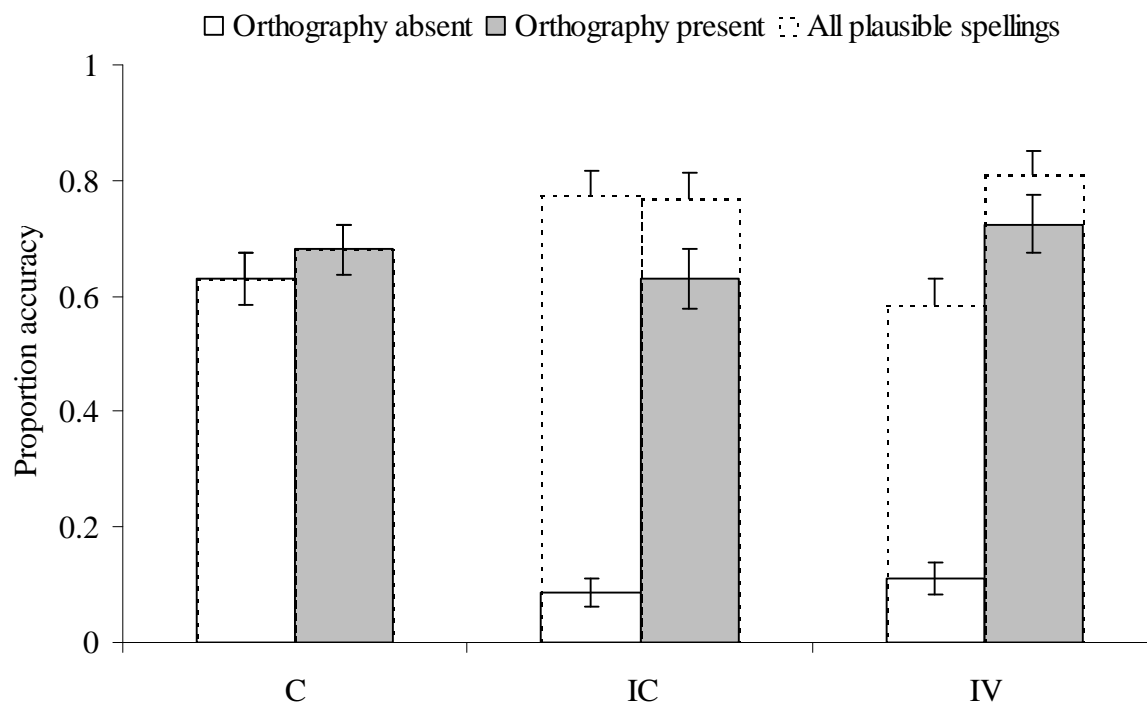 Orthography absent Orthography present All plausible spellings
1
0.8
0.6
0.4
0.2
0
Proportion accuracy
C IC IV